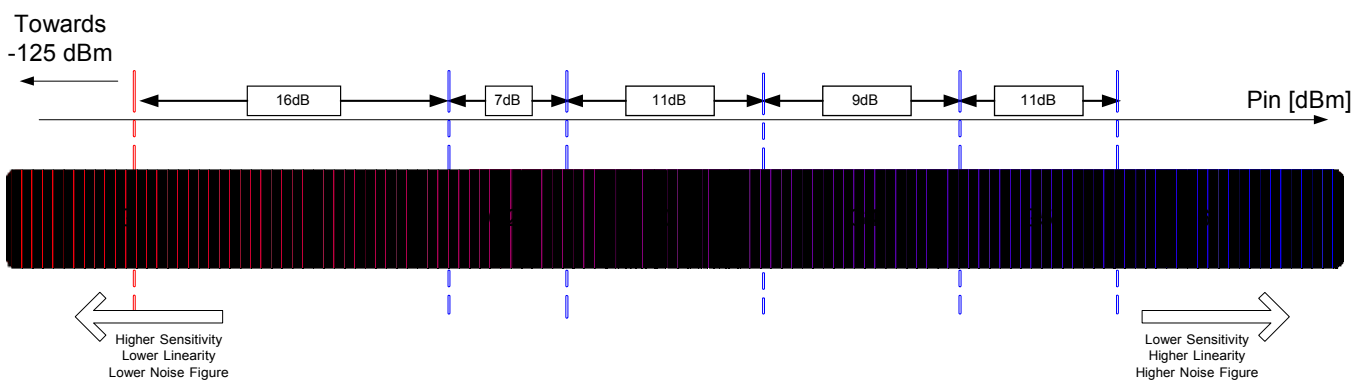 Towards
-125 dBm
16dB
7dB
11dB
9dB
11dB
Pin [dBm]
Higher Sensitivity
Lower Linearity
Lower Noise Figure
Lower Sensitivity
Higher Linearity
Higher Noise Figure